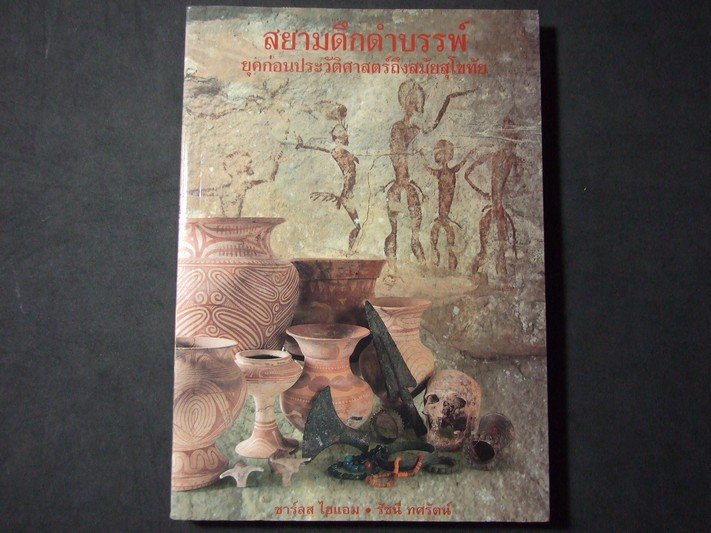 สยามดึกดำบรรพ์
ยุคก่อนประวัติศาสตร์ถึงสมัยสุโขทัย
ชาร์ลส ไฮแอม • รัชนี ทศรัตน์